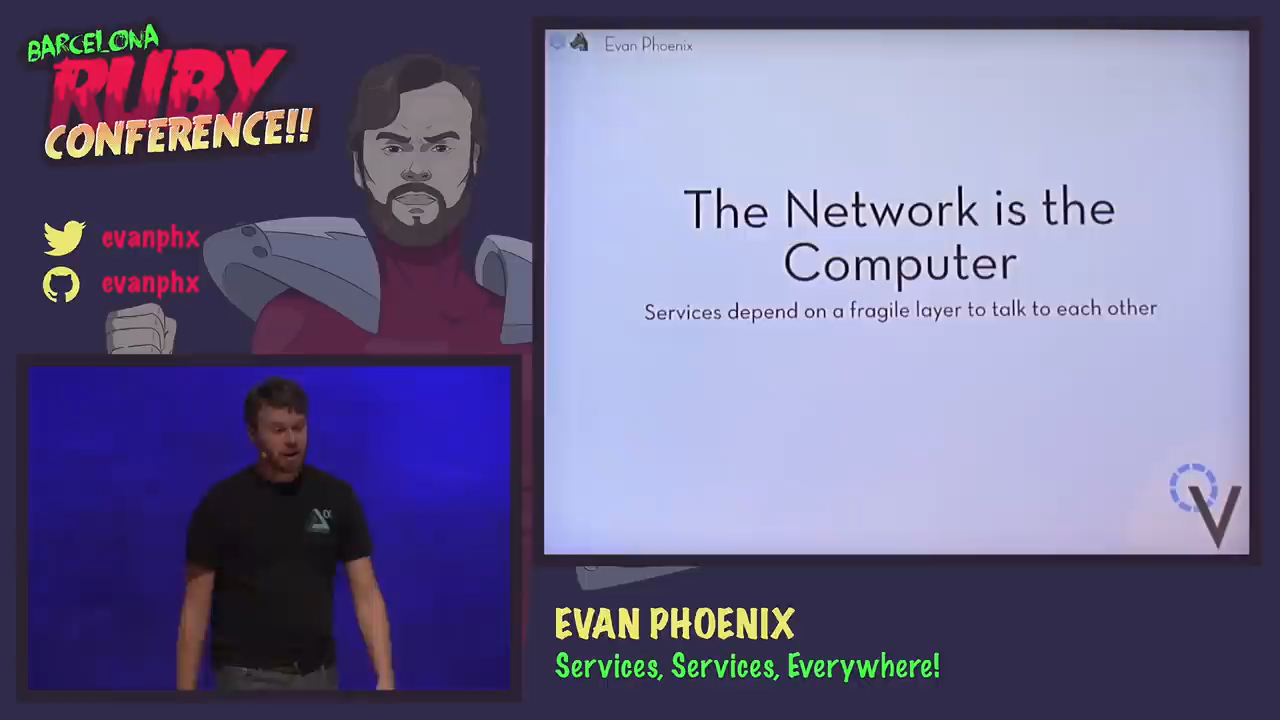 BARCELONA
RUBY
CONFERENCE!!
evanphx
evanphx
Evan Phoenix
The Network is the
Computer
Services depend on a fragile layer to talk to each other
V
EVAN PHOENIX
Services, Services, Everywhere!